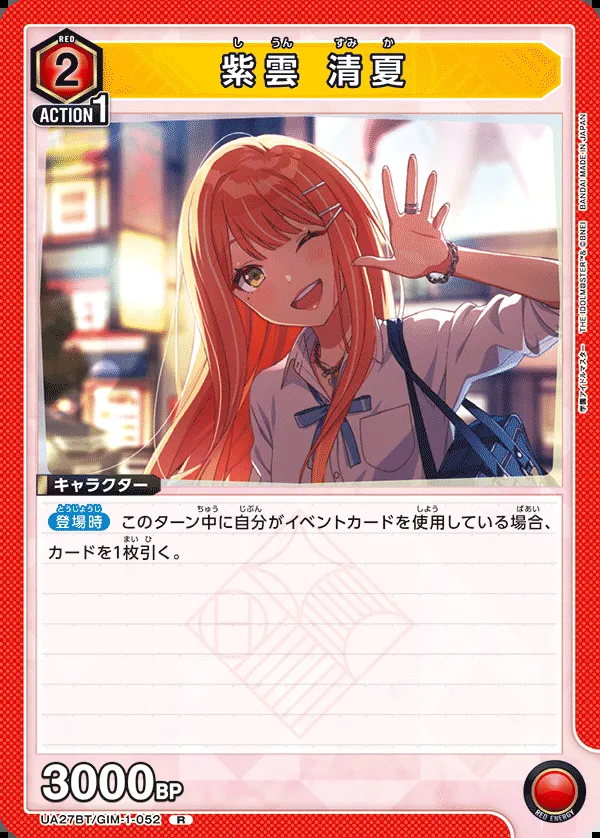 RED
2
ACTION 1
しうん すみか
紫雲 清夏
THE IDOLM@STER™& ©BNEI BANDAI MADE IN JAPAN
学園アイドルマスター
キャラクター
とうじょうじ ちゅう じぶん しよう ばあい
登場時 このターン中に自分がイベントカードを使用している場合、
まい ひ
カードを1枚引く。
3000BP
UA27BT/GIM-1-052 R
RED ENERGY